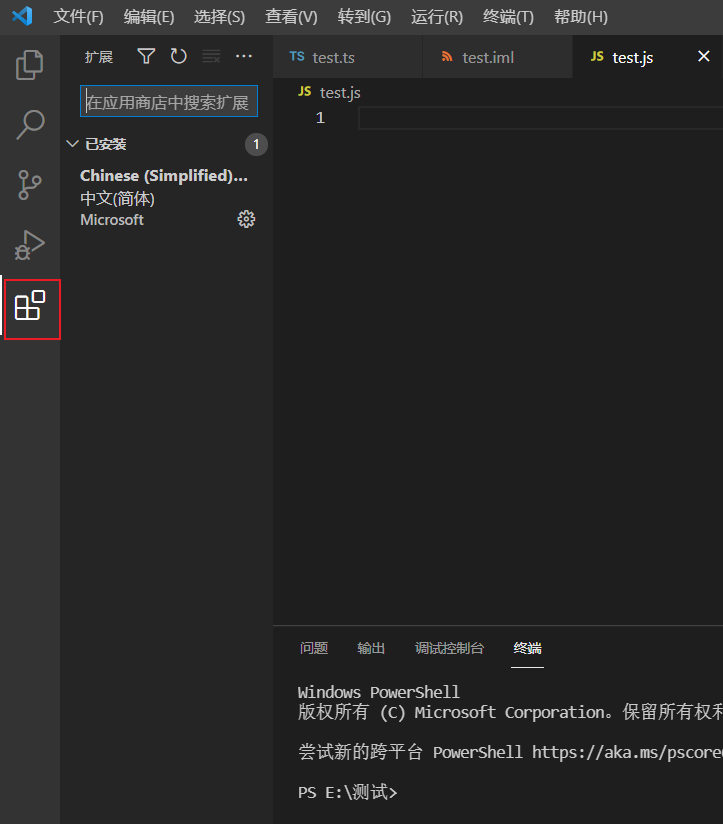 文件(F) 编辑(E) 选择(S) 查看(V) 转到(G) 运行(R) 终端(T) 帮助(H)
扩展
TS test.ts test.iml JS test.js
在应用商店中搜索扩展
JS test.js
1
已安装 1
Chinese (Simplified)...
中文(简体)
Microsoft
问题 输出 调试控制台 终端
Windows PowerShell
版权所有 (C) Microsoft Corporation。保留所有权利
尝试新的跨平台 PowerShell https://aka.ms/pscore
PS E:\测试>